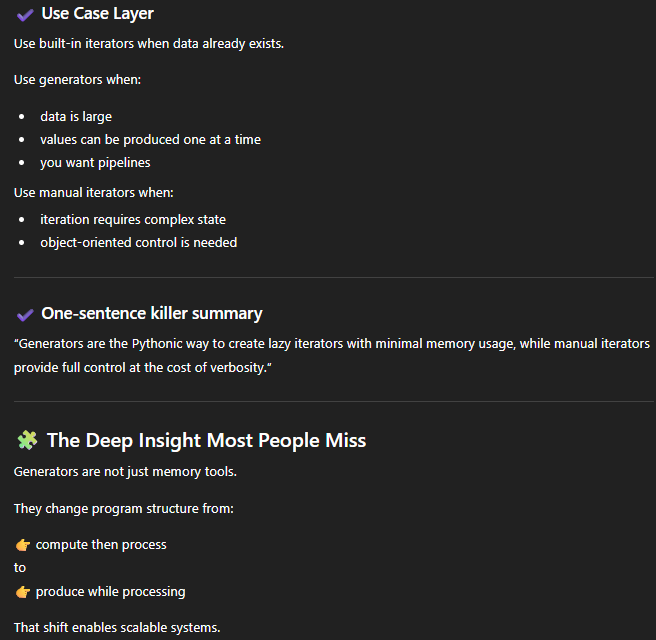 Use Case Layer
Use built-in iterators when data already exists.
Use generators when:
data is large
values can be produced one at a time
you want pipelines
Use manual iterators when:
iteration requires complex state
object-oriented control is needed
One-sentence killer summary
“Generators are the Pythonic way to create lazy iterators with minimal memory usage, while manual iterators
provide full control at the cost of verbosity.”
The Deep Insight Most People Miss
Generators are not just memory tools.
They change program structure from:
compute then process
to
produce while processing
That shift enables scalable systems.